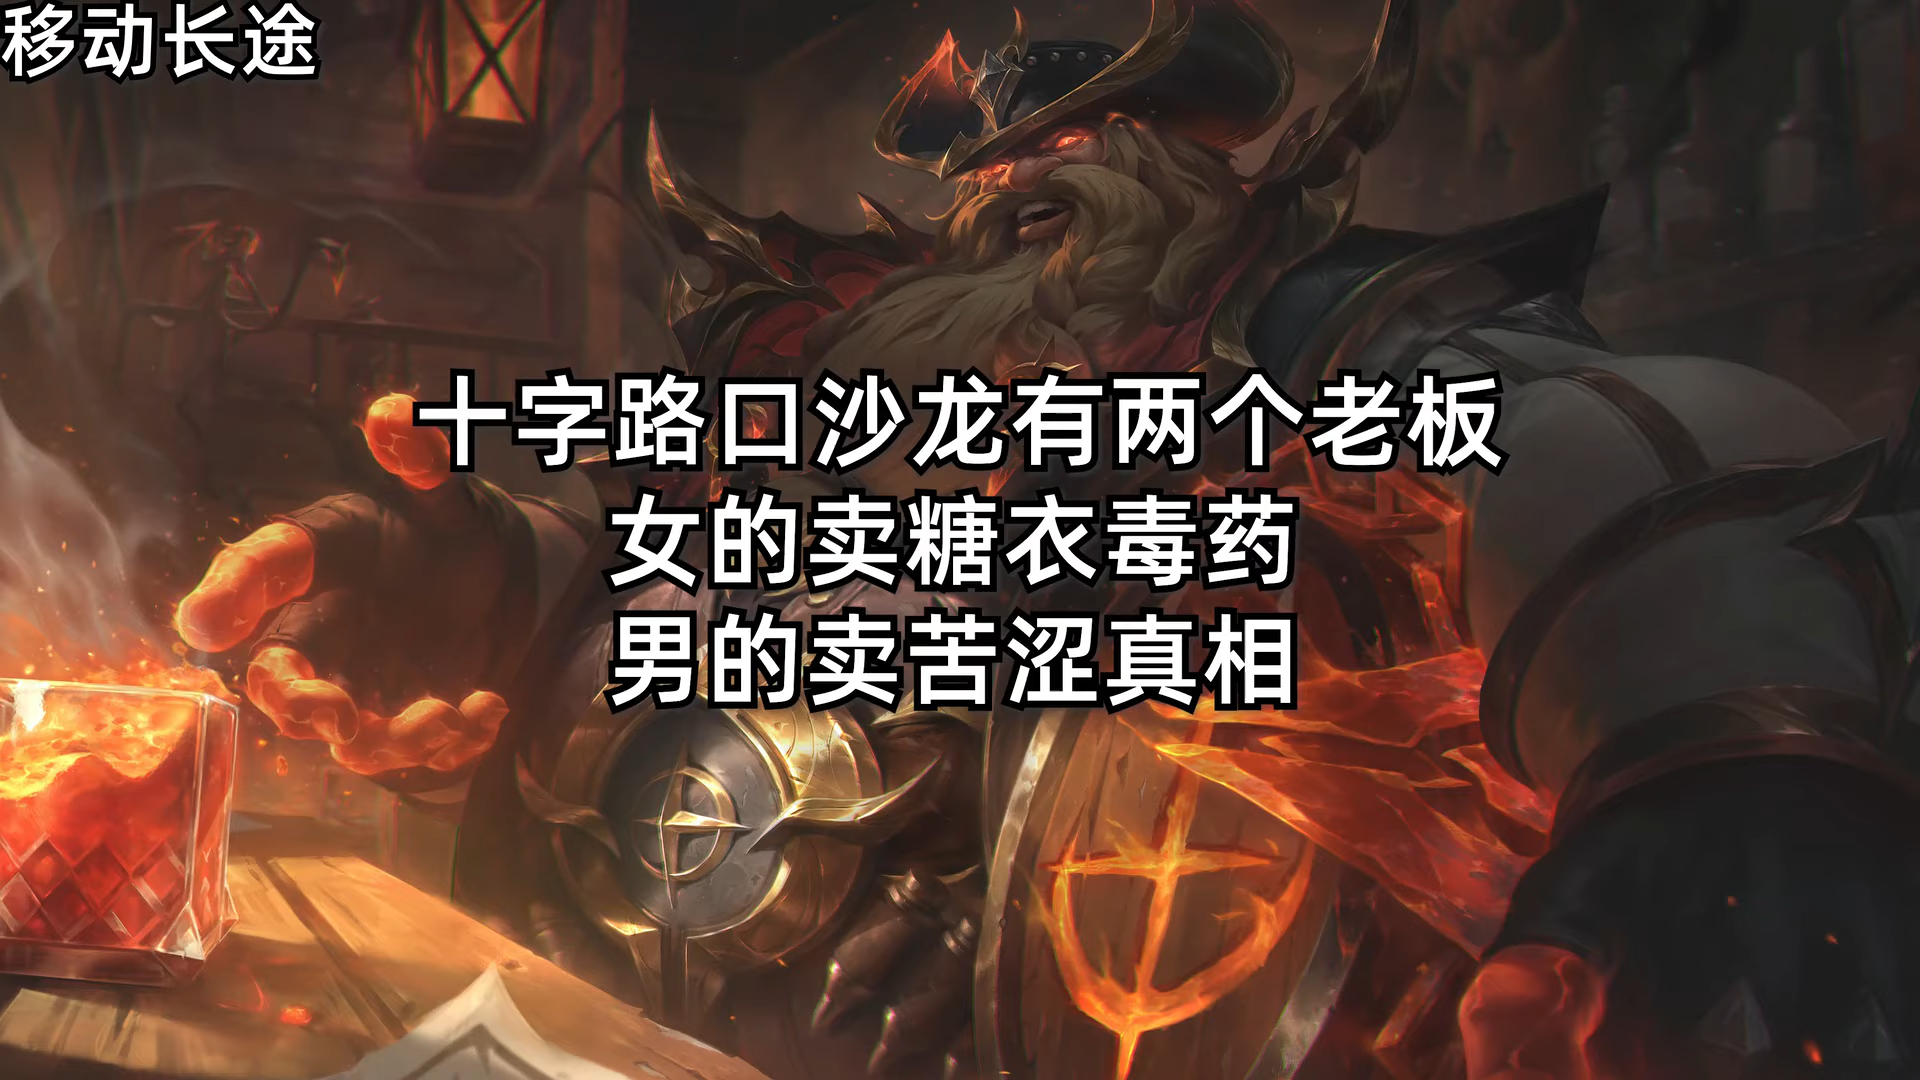 移动长途
十字路口沙龙有两个老板
女的卖糖衣毒药
男的卖苦涩真相